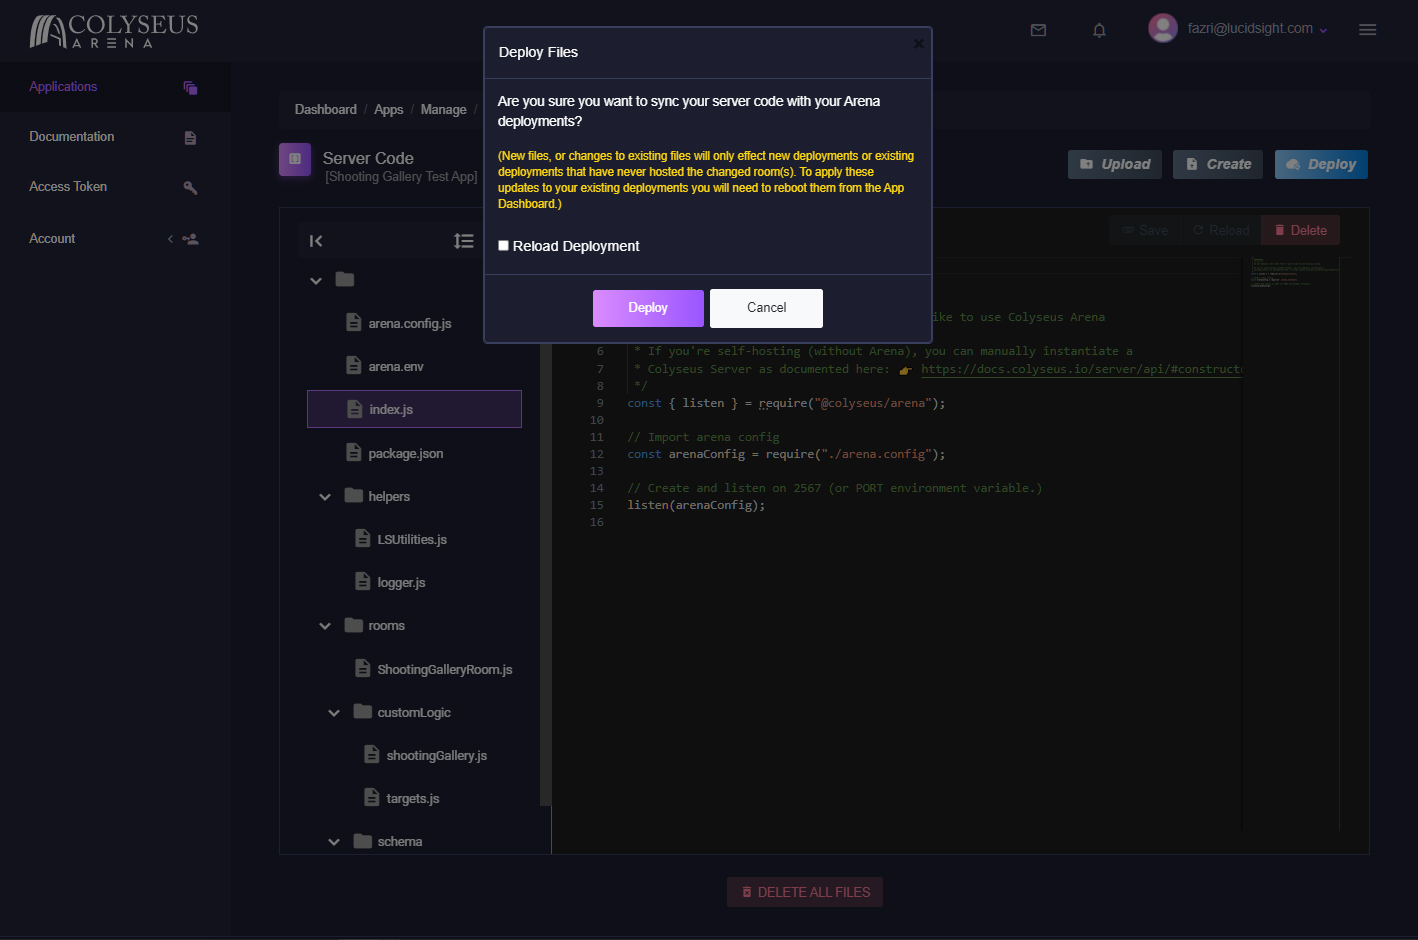 COLYSEUS
ARENA
fazri@lucidsight.com
Applications
Documentation
Access Token
Account
Dashboard / Apps / Manage /
Server Code
[Shooting Gallery Test App]
Upload
Create
Deploy
Deploy Files
×
Are you sure you want to sync your server code with your Arena
deployments?
(New files, or changes to existing files will only effect new deployments or existing
deployments that have never hosted the changed room(s). To apply these
updates to your existing deployments you will need to reboot them from the App
Dashboard.)
Reload Deployment
Deploy
Cancel
Save
Reload
Delete
arena.config.js
arena.env
index.js
package.json
helpers
LSUtilities.js
logger.js
rooms
ShootingGalleryRoom.js
customLogic
shootingGallery.js
targets.js
schema
ike to use Colyseus Arena
6 * If you're self-hosting (without Arena), you can manually instantiate a
7 * Colyseus Server as documented here: 👉 https://docs.colyseus.io/server/api/#constructo
8 */
9 const { listen } = require("@colyseus/arena");
10
11 // Import arena config
12 const arenaConfig = require("./arena.config");
13
14 // Create and listen on 2567 (or PORT environment variable.)
15 listen(arenaConfig);
16
DELETE ALL FILES